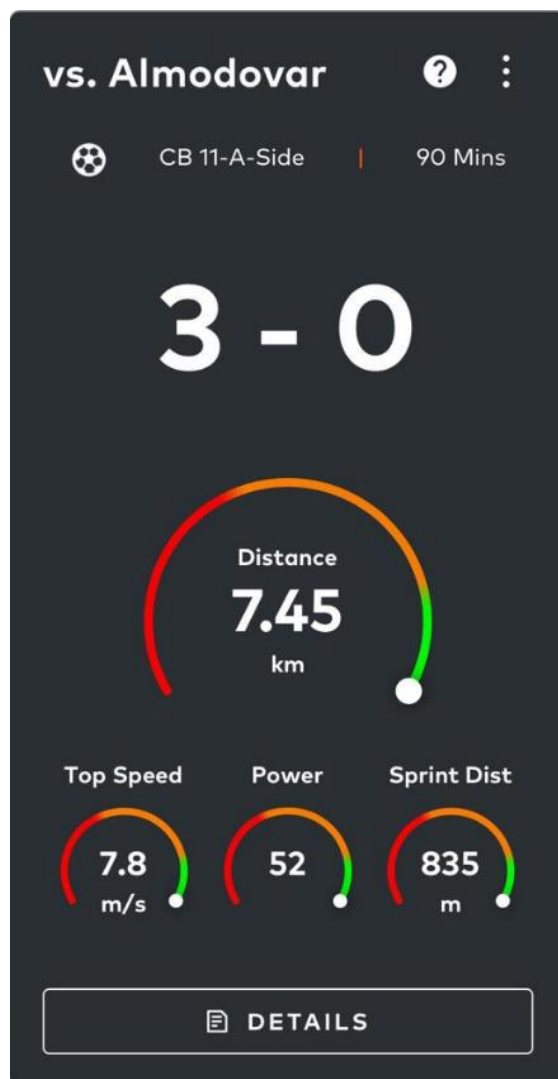 vs. Almodovar ?
CB 11-A-Side | 90 Mins
3 - 0
Distance
7.45
km
Top Speed Power Sprint Dist
7.8 52 835
m/s m
DETAILS